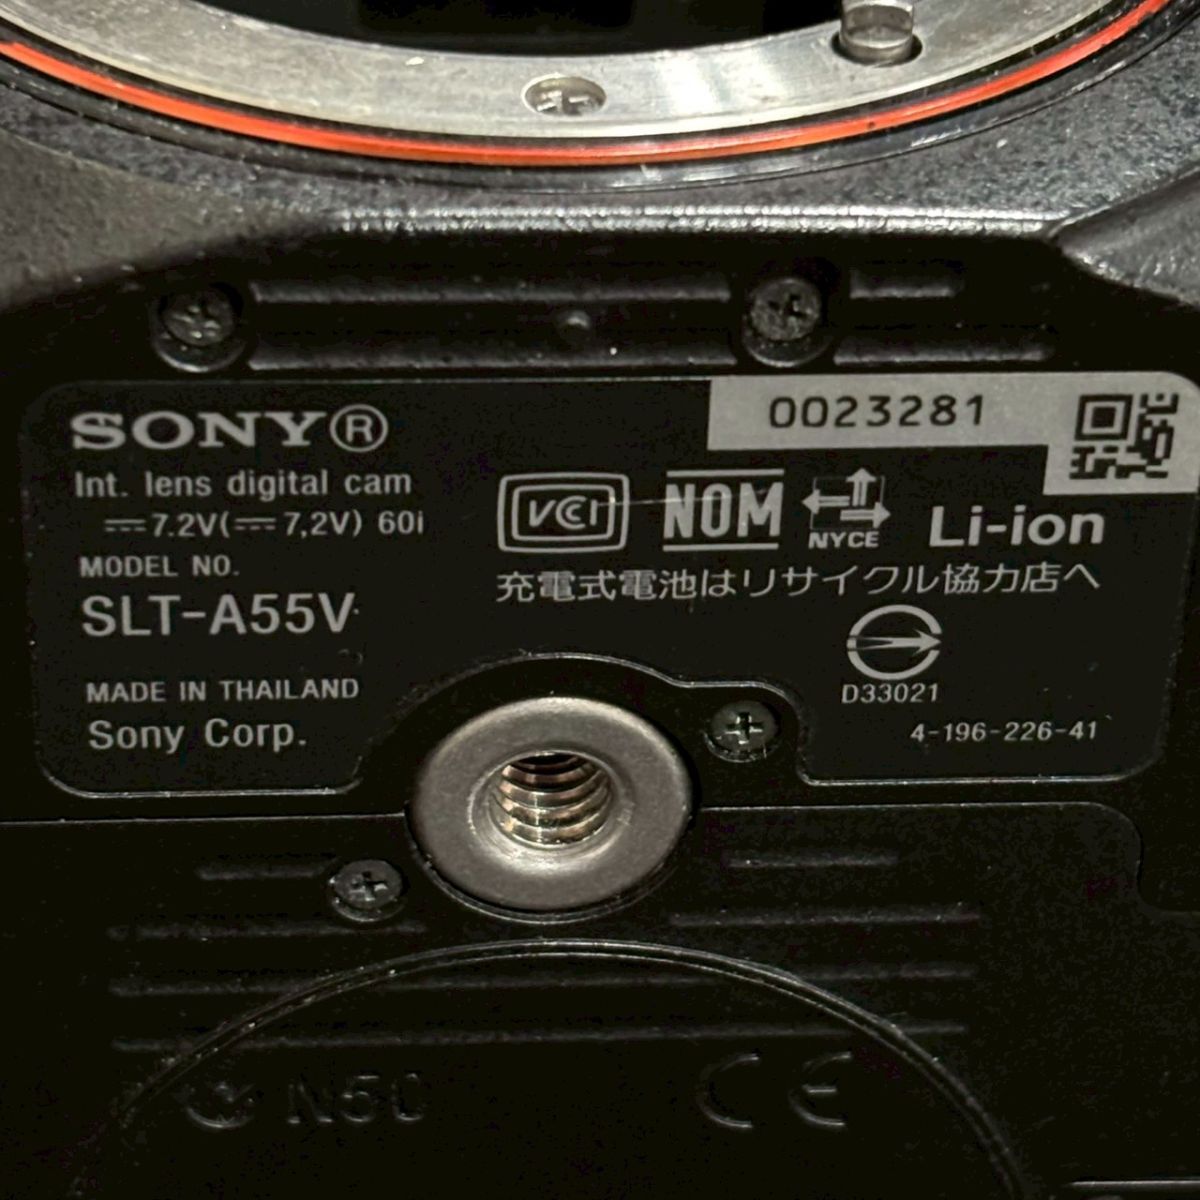 SONY®
Int. lens digital cam
⎓7.2V(⎓7,2V) 60i
MODEL NO.
SLT-A55V
MADE IN THAILAND
Sony Corp.
0023281
VCI NOM NYCE Li-ion
充電式電池はリサイクル協力店へ
D33021
4-196-226-41
N50 CE